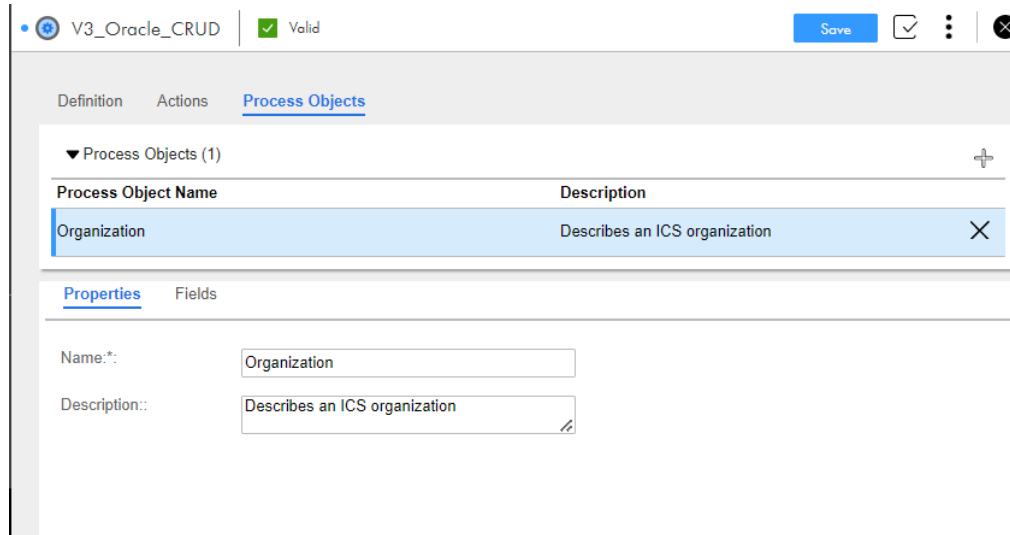 V3_Oracle_CRUD Valid Save
Definition Actions Process Objects
Process Objects (1)
Process Object Name Description
Organization Describes an ICS organization
Properties Fields
Name:*: Organization
Description:: Describes an ICS organization